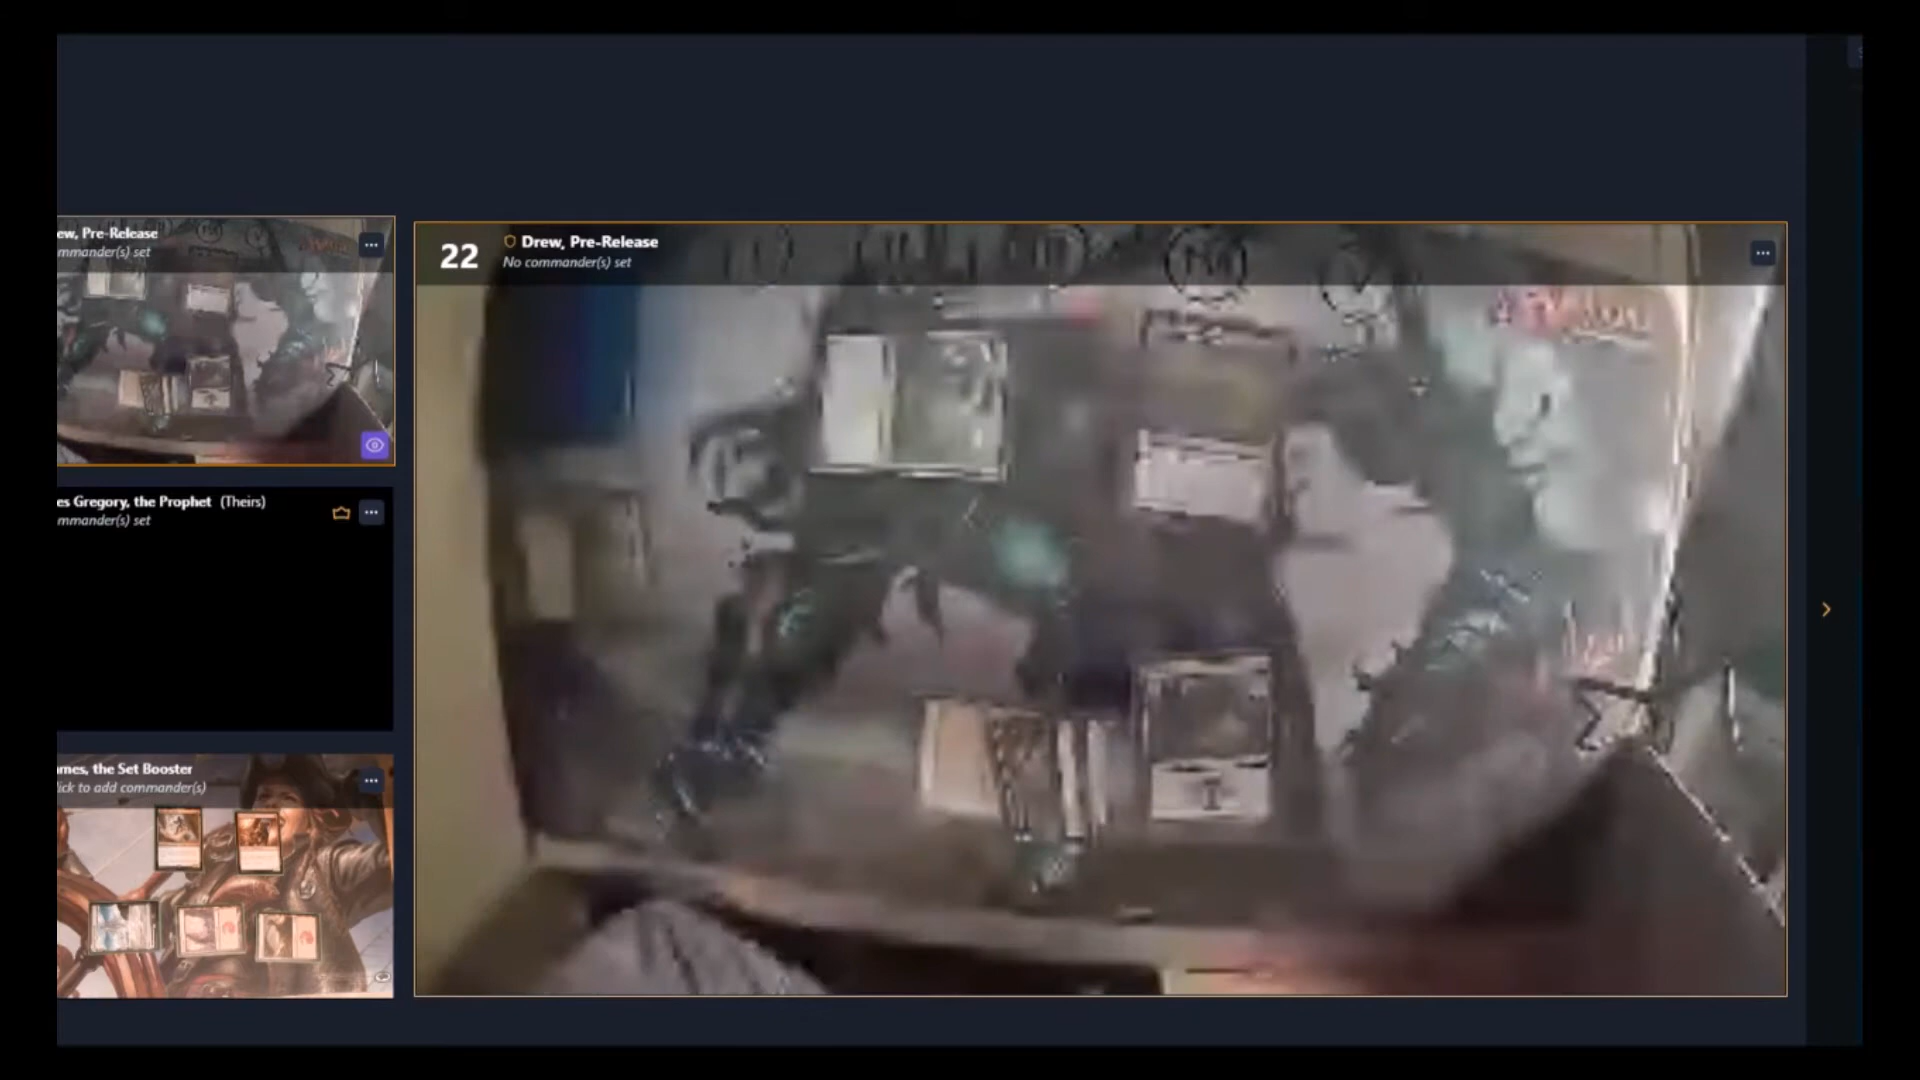 ew, Pre-Release
mmander(s) set
es Gregory, the Prophet (Theirs)
mmander(s) set
ames, the Set Booster
lick to add commander(s)
22
Drew, Pre-Release
No commander(s) set